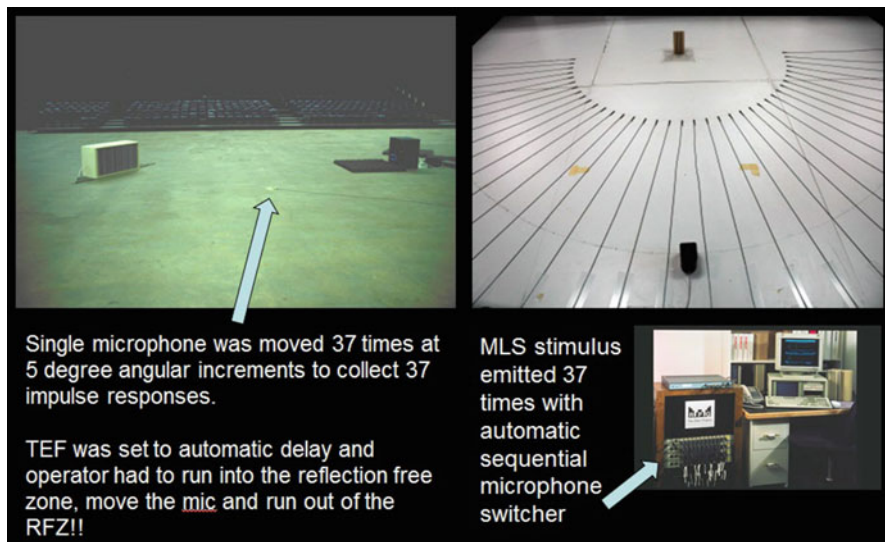 Single microphone was moved 37 times at
5 degree angular increments to collect 37
impulse responses.
TEF was set to automatic delay and
operator had to run into the reflection free
zone, move the mic and run out of the
RFZ!!
MLS stimulus
emitted 37
times with
automatic
sequential
microphone
switcher